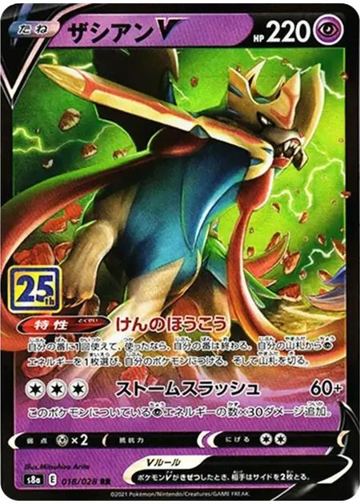 たね ザシアンV HP 220
25th
特性 けんのほうこう
自分の番に1回使えて、使ったなら、自分の番は終わる。自分の山札から
エネルギーを1枚選び、自分のポケモンにつける。そして山札を切る。
ストームスラッシュ 60+
このポケモンについているエネルギーの数×30ダメージ追加。
弱点 ×2 抵抗力 にげる
Illus. Mitsuhiro Arita
Vルール
ポケモンVがきぜつしたとき、相手はサイドを2枚とる。
s8a E 018/028 RR
©2021 Pokémon/Nintendo/Creatures/GAME FREAK.